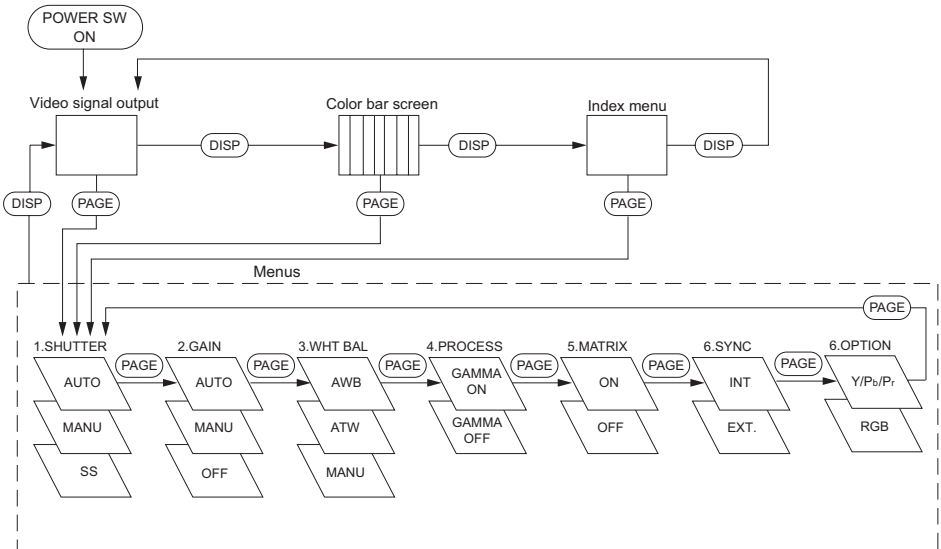 POWER SW
ON
Video signal output
Color bar screen
Index menu
DISP
DISP
DISP
DISP
PAGE
PAGE
PAGE
Menus
PAGE
1.SHUTTER
2.GAIN
3.WHT BAL
4.PROCESS
5.MATRIX
6.SYNC
6.OPTION
PAGE
PAGE
PAGE
PAGE
PAGE
PAGE
AUTO
AUTO
AWB
GAMMA
ON
ON
INT
Y/Pb/Pr
MANU
MANU
ATW
GAMMA
OFF
OFF
EXT.
RGB
SS
OFF
MANU